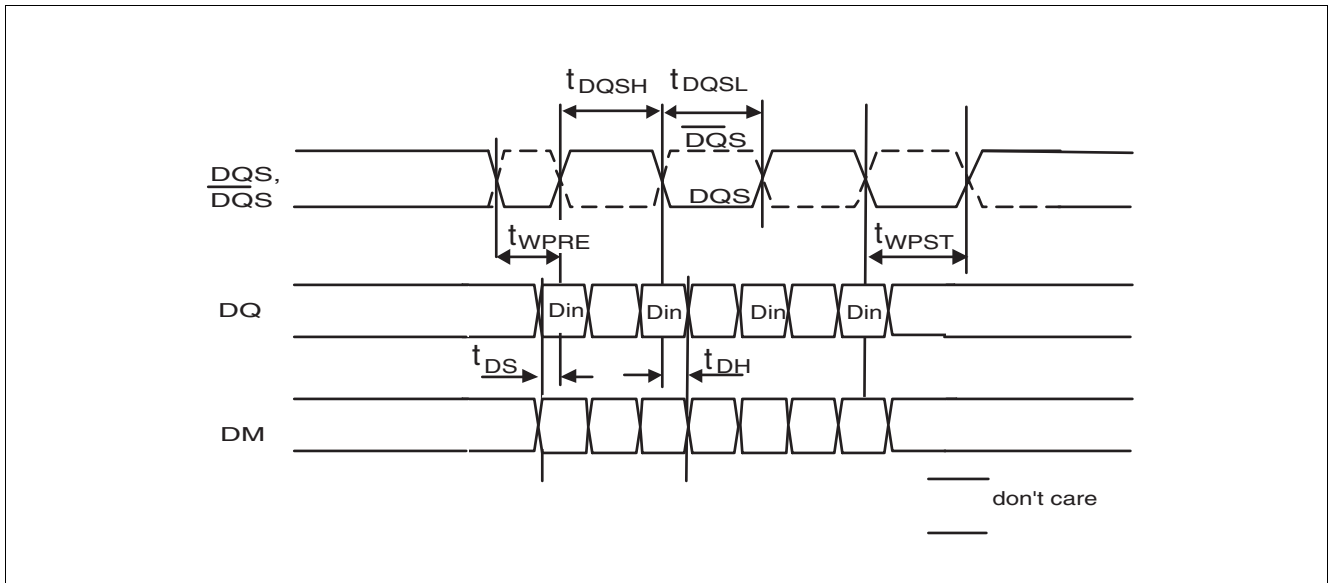 tDQSH tDQSL
DQS
DQS,
DQS
DQS
tWPRE
tWPST
DQ
Din
Din
Din
Din
tDS
tDH
DM
don't care